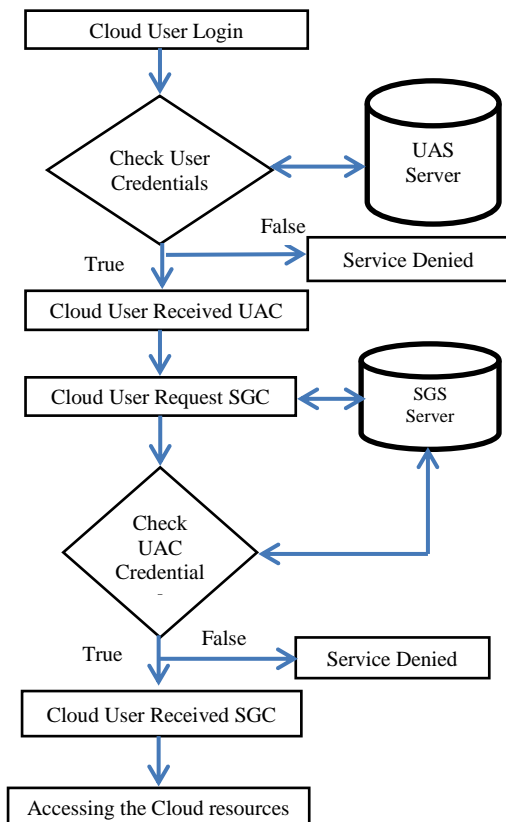 Cloud User Login
Check User
Credentials
UAS
Server
False
True
Service Denied
Cloud User Received UAC
Cloud User Request SGC
SGS
Server
Check
UAC
Credential
True
False
Service Denied
Cloud User Received SGC
Accessing the Cloud resources